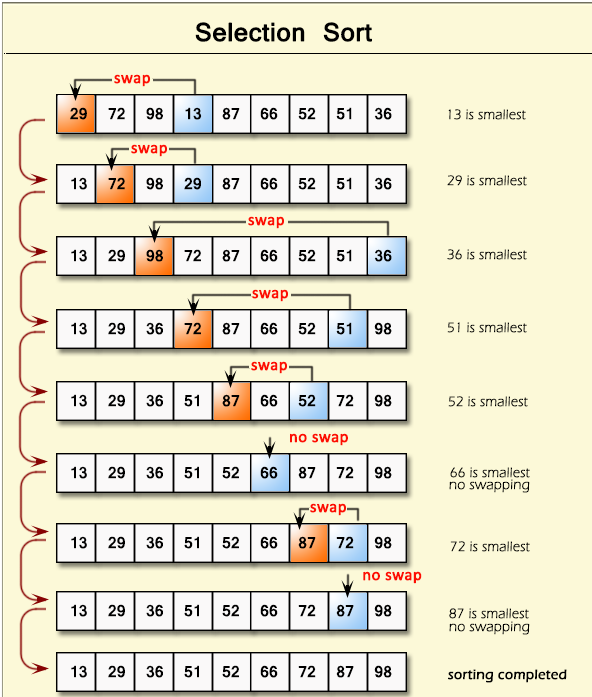 Selection Sort
swap
29 72 98 13 87 66 52 51 36 13 is smallest
swap
13 72 98 29 87 66 52 51 36 29 is smallest
swap
13 29 98 72 87 66 52 51 36 36 is smallest
swap
13 29 36 72 87 66 52 51 98 51 is smallest
swap
13 29 36 51 87 66 52 72 98 52 is smallest
no swap
13 29 36 51 52 66 87 72 98 66 is smallest
no swapping
swap
13 29 36 51 52 66 87 72 98 72 is smallest
no swap
13 29 36 51 52 66 72 87 98 87 is smallest
no swapping
13 29 36 51 52 66 72 87 98 sorting completed